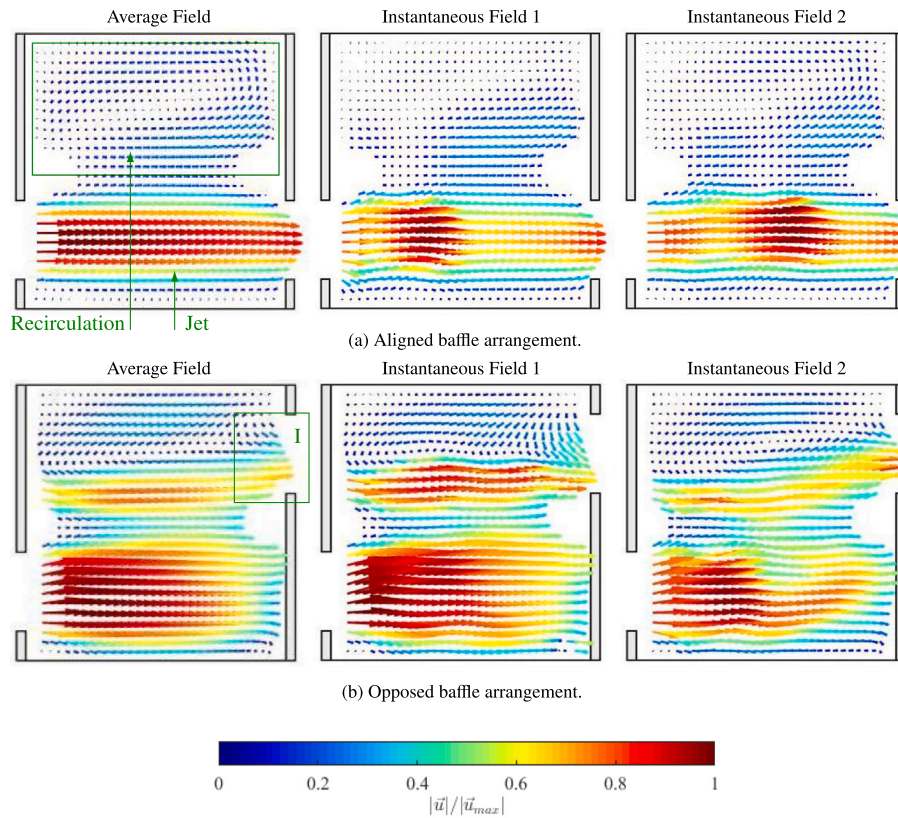 Average Field
Instantaneous Field 1
Instantaneous Field 2
Recirculation
Jet
(a) Aligned baffle arrangement.
Average Field
Instantaneous Field 1
Instantaneous Field 2
I
(b) Opposed baffle arrangement.
0 0.2 0.4 0.6 0.8 1
|u⃗|/|u⃗max|